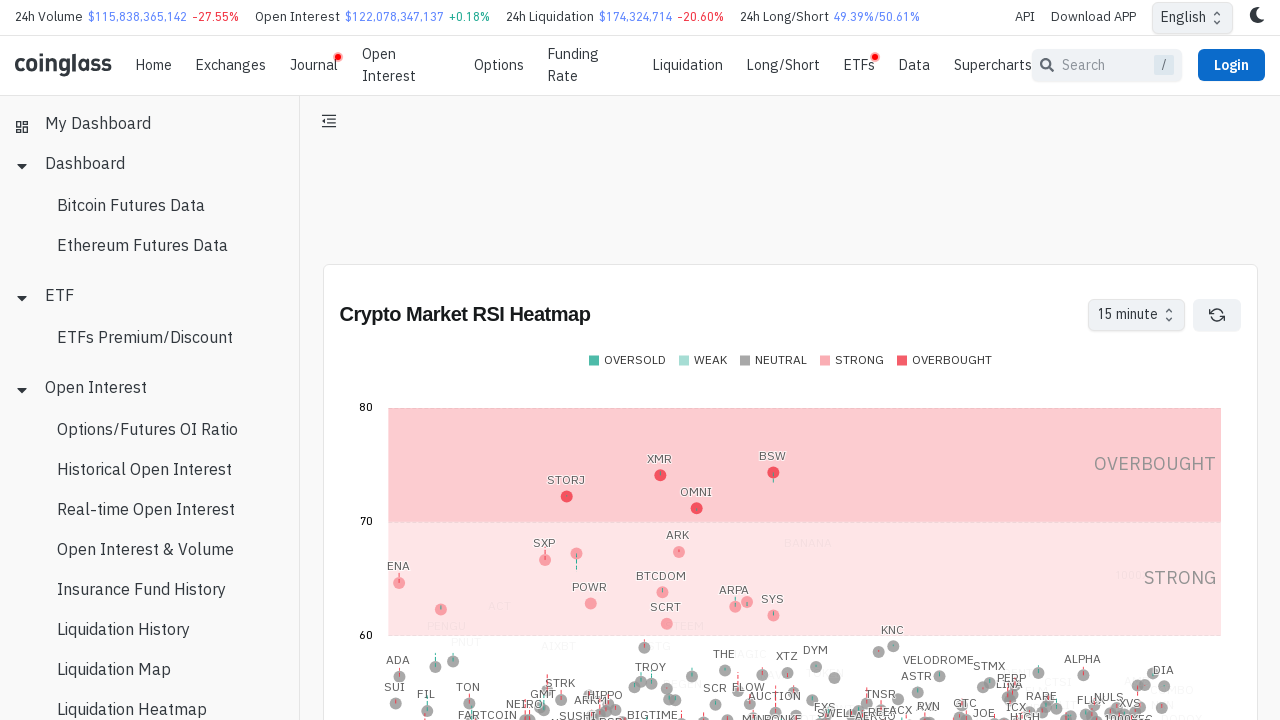 24h Volume $115,838,365,142 -27.55% Open Interest $122,078,347,137 +0.18% 24h Liquidation $174,324,714 -20.60% 24h Long/Short 49.39%/50.61% API Download APP English
coinglass Home Exchanges Journal Open Interest Options Funding Rate Liquidation Long/Short ETFs Data Supercharts Search / Login
My Dashboard
Dashboard
Bitcoin Futures Data
Ethereum Futures Data
ETF
ETFs Premium/Discount
Open Interest
Options/Futures OI Ratio
Historical Open Interest
Real-time Open Interest
Open Interest & Volume
Insurance Fund History
Liquidation History
Liquidation Map
Liquidation Heatmap
Crypto Market RSI Heatmap 15 minute
OVERSOLD WEAK NEUTRAL STRONG OVERBOUGHT
80
BSW
XMR
OVERBOUGHT
STORJ
OMNI
70
ARK
SXP
BANANA
ENA
BTCDOM
STRONG
POWR
ARPA
SYS
SCRT
ACT
PENGU
KNC
60
DYM
THE
XTZ
ADA
VELODROME
ALPHA
STMX
TROY
DIA
ASTR
PERP
STRK
LINA
SUI
TON
SCR
FLOW
FIL
GMT
HIPPO
AUCTION
TNSR
RARE
NULS
NEIRO
ARKM
GTC
FLUX
XVS
ICX
RVN
FARTCOIN
SUSHI
BIGTIME
SWELL
JOE
HIGH